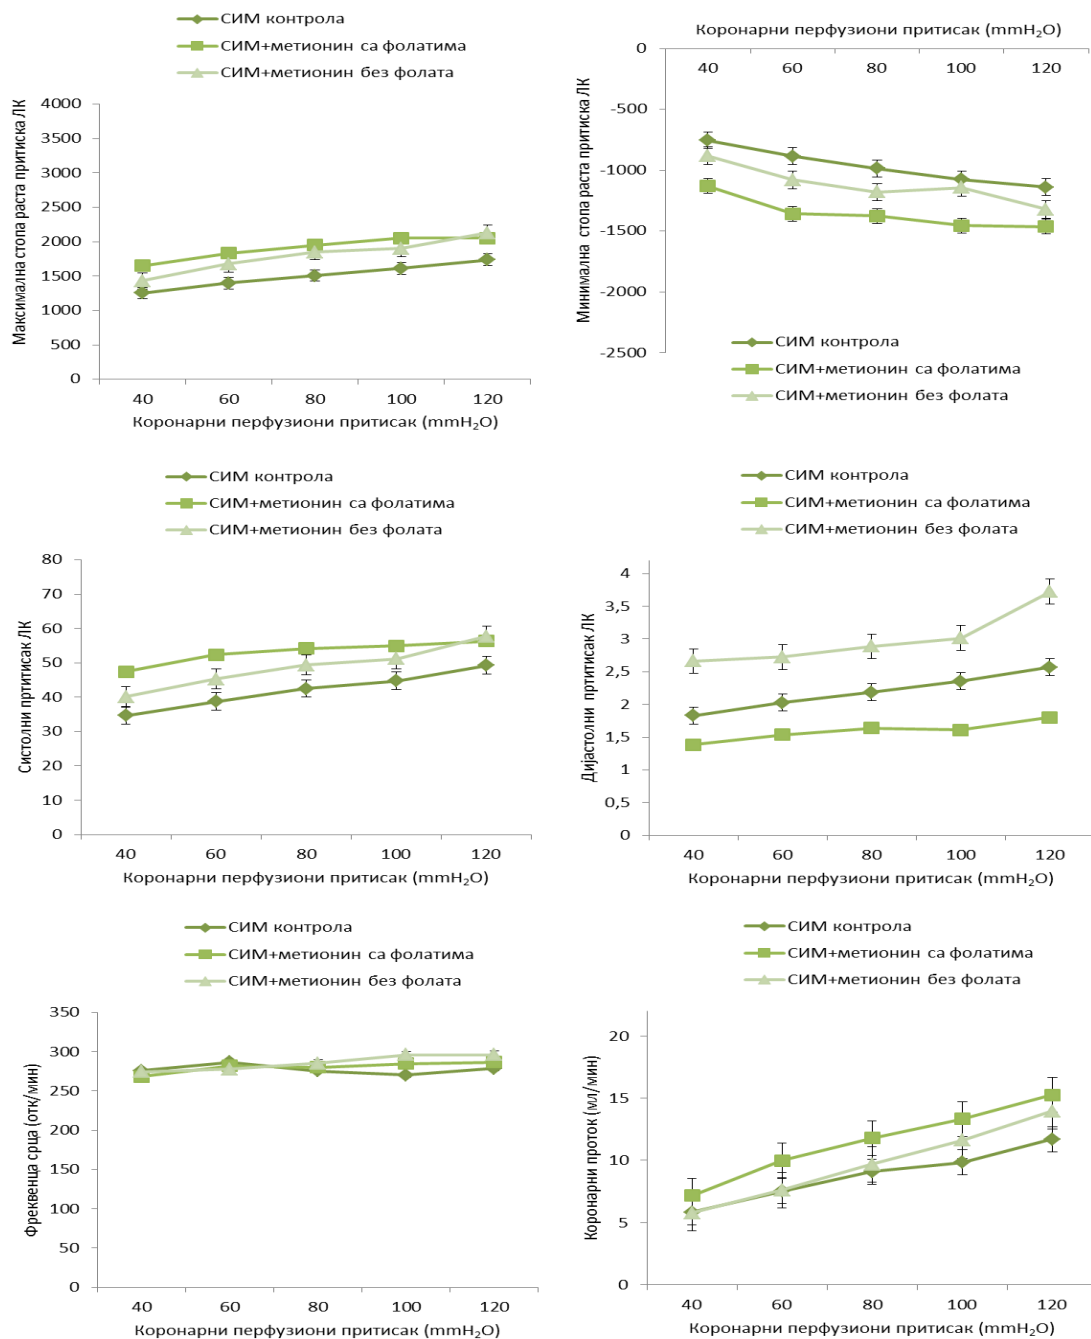 СИМ контрола
СИМ+метионин са фолатима
СИМ+метионин без фолата
Максимална стопа раста притиска ЛК
4000
3500
3000
2500
2000
1500
1000
500
0
40 60 80 100 120
Коронарни перфузиони притисак (mmH₂O)
Коронарни перфузиони притисак (mmH₂O)
Минимална стопа раста притиска ЛК
0
40 60 80 100 120
-500
-1000
-1500
-2000
-2500
СИМ контрола
СИМ+метионин са фолатима
СИМ+метионин без фолата
СИМ контрола
СИМ+метионин са фолатима
СИМ+метионин без фолата
Систолни пртитисак ЛК
80
70
60
50
40
30
20
10
0
40 60 80 100 120
Коронарни перфузиони притисак (mmH₂O)
СИМ контрола
СИМ+метионин са фолатима
СИМ+метионин без фолата
Дијастолни пртитисак ЛК
4
3,5
3
2,5
2
1,5
1
0,5
0
40 60 80 100 120
Коронарни перфузиони притисак (mmH₂O)
СИМ контрола
СИМ+метионин са фолатима
СИМ+метионин без фолата
Фреквенца срца (отк/мин)
350
300
250
200
150
100
50
0
40 60 80 100 120
Коронарни перфузиони притисак (mmH₂O)
СИМ контрола
СИМ+метионин са фолатима
СИМ+метионин без фолата
Коронарни проток (мл/мин)
20
15
10
5
0
40 60 80 100 120
Коронарни перфузиони притисак (mmH₂O)